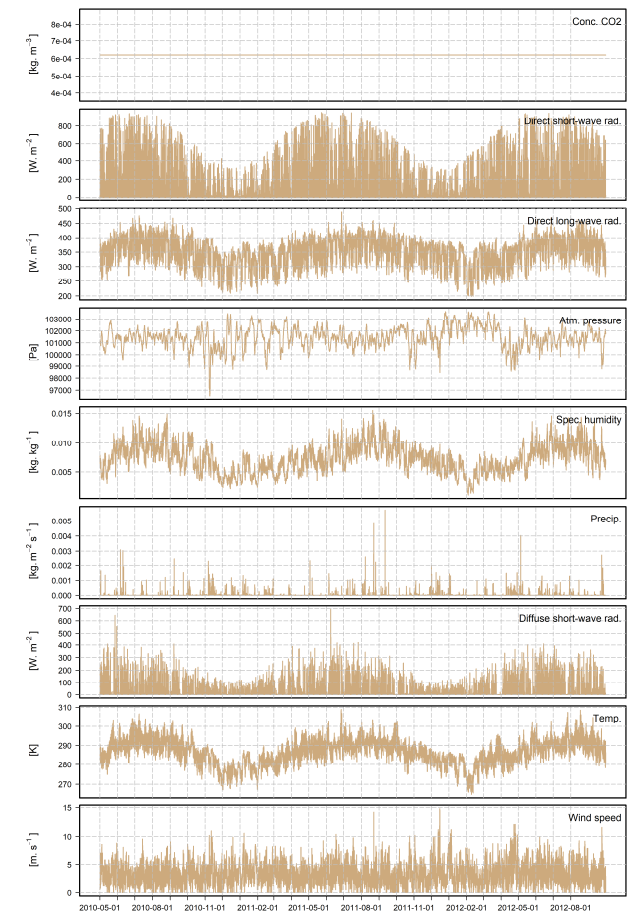 Conc. CO2
[kg. m⁻³]
8e-04
7e-04
6e-04
5e-04
4e-04
Direct short-wave rad.
[W. m⁻²]
800
600
400
200
0
Direct long-wave rad.
[W. m⁻²]
500
450
400
350
300
250
200
Atm. pressure
[Pa]
103000
102000
101000
100000
99000
98000
97000
Spec. humidity
[kg. kg⁻¹]
0.015
0.010
0.005
Precip.
[kg. m⁻² s⁻¹]
0.005
0.004
0.003
0.002
0.001
0.000
Diffuse short-wave rad.
[W. m⁻²]
700
600
500
400
300
200
100
0
Temp.
[K]
310
300
290
280
270
Wind speed
[m. s⁻¹]
15
10
5
0
2010-05-01 2010-08-01 2010-11-01 2011-02-01 2011-05-01 2011-08-01 2011-11-01 2012-02-01 2012-05-01 2012-08-01